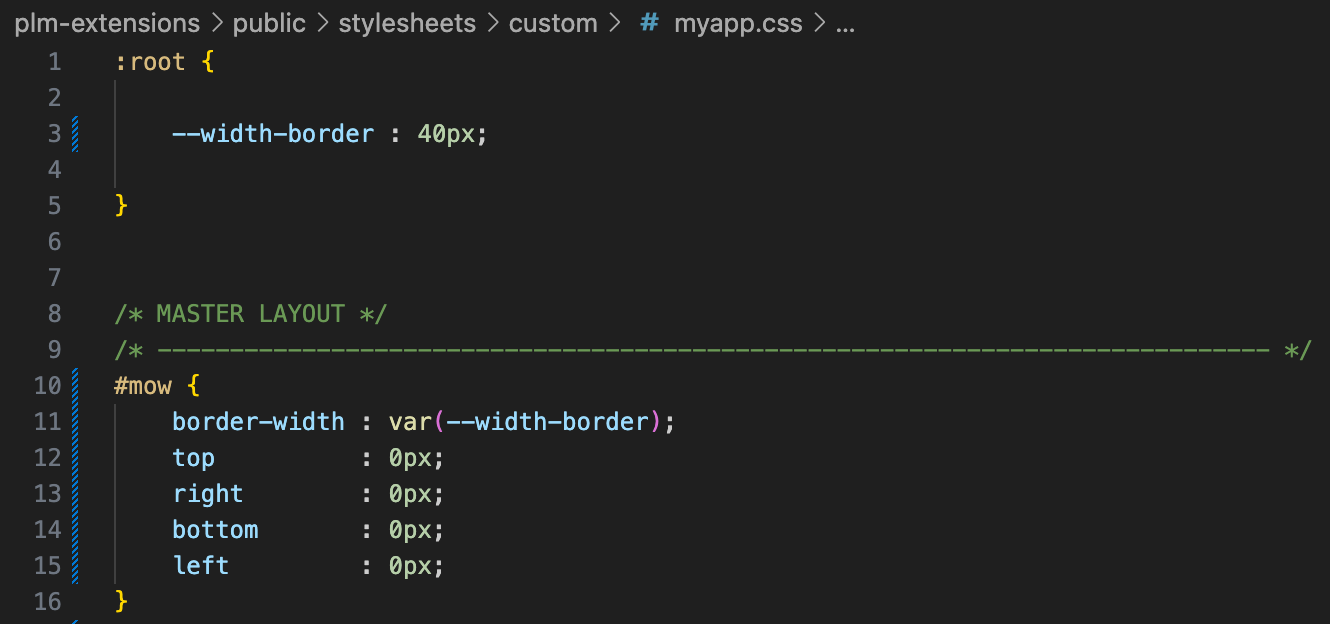 plm-extensions > public > stylesheets > custom > # myapp.css > ...
1 :root {
2
3 --width-border : 40px;
4
5 }
6
7
8 /* MASTER LAYOUT */
9 /* ----------------------------------------------------------------------------- */
10 #mow {
11 border-width : var(--width-border);
12 top : 0px;
13 right : 0px;
14 bottom : 0px;
15 left : 0px;
16 }